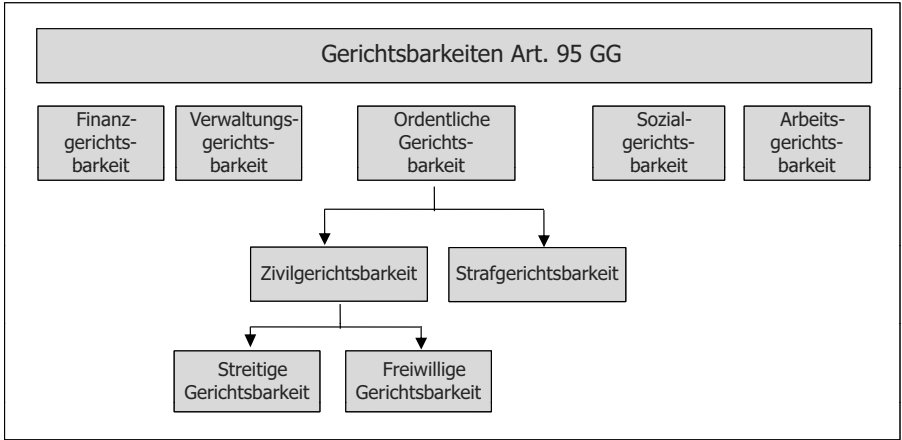 Gerichtsbarkeiten Art. 95 GG
Finanz-
gerichts-
barkeit
Verwaltungs-
gerichts-
barkeit
Ordentliche
Gerichts-
barkeit
Sozial-
gerichts-
barkeit
Arbeits-
gerichts-
barkeit
Zivilgerichtsbarkeit
Strafgerichtsbarkeit
Streitige
Gerichtsbarkeit
Freiwillige
Gerichtsbarkeit